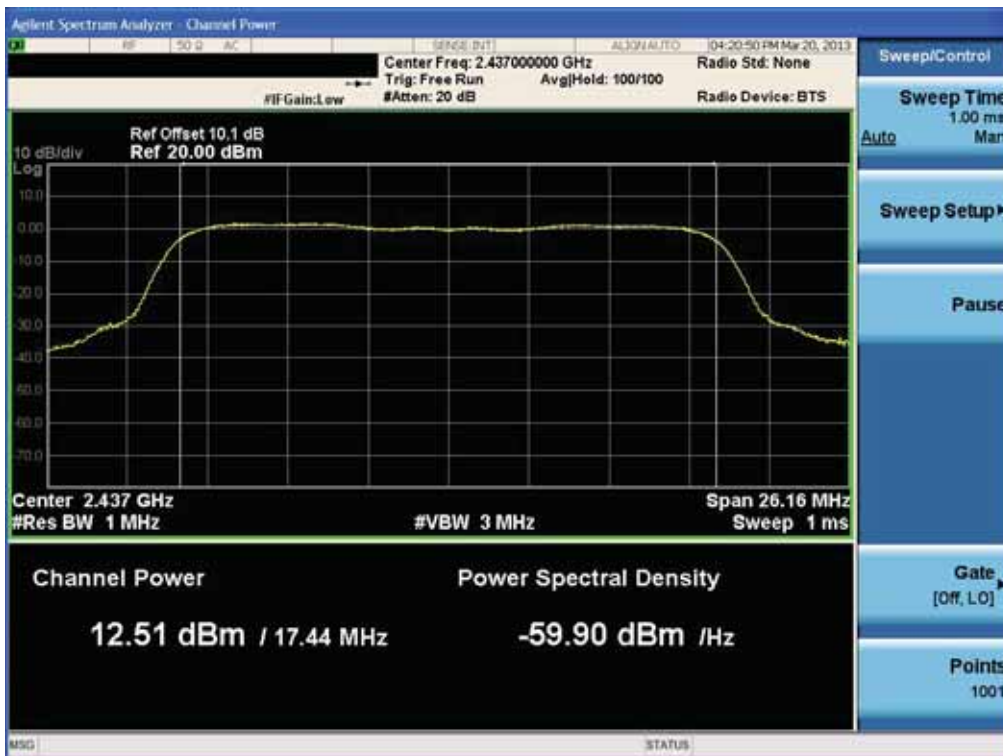 Agilent Spectrum Analyzer - Channel Power
RF 50 Ω AC SENSE:INT ALIGN AUTO 04:20:50 PM Mar 20, 2013
Center Freq: 2.437000000 GHz Radio Std: None
Trig: Free Run Avg|Hold: 100/100
#IFGain:Low #Atten: 20 dB Radio Device: BTS
Ref Offset 10.1 dB
10 dB/div Ref 20.00 dBm
Log
10.0
0.00
-10.0
-20.0
-30.0
-40.0
-50.0
-60.0
-70.0
Center 2.437 GHz Span 26.16 MHz
#Res BW 1 MHz #VBW 3 MHz Sweep 1 ms
Channel Power Power Spectral Density
12.51 dBm / 17.44 MHz -59.90 dBm /Hz
MSG STATUS
Sweep/Control
Sweep Time
1.00 ms
Auto Man
Sweep Setup
Pause
Gate
[Off, LO]
Points
1001